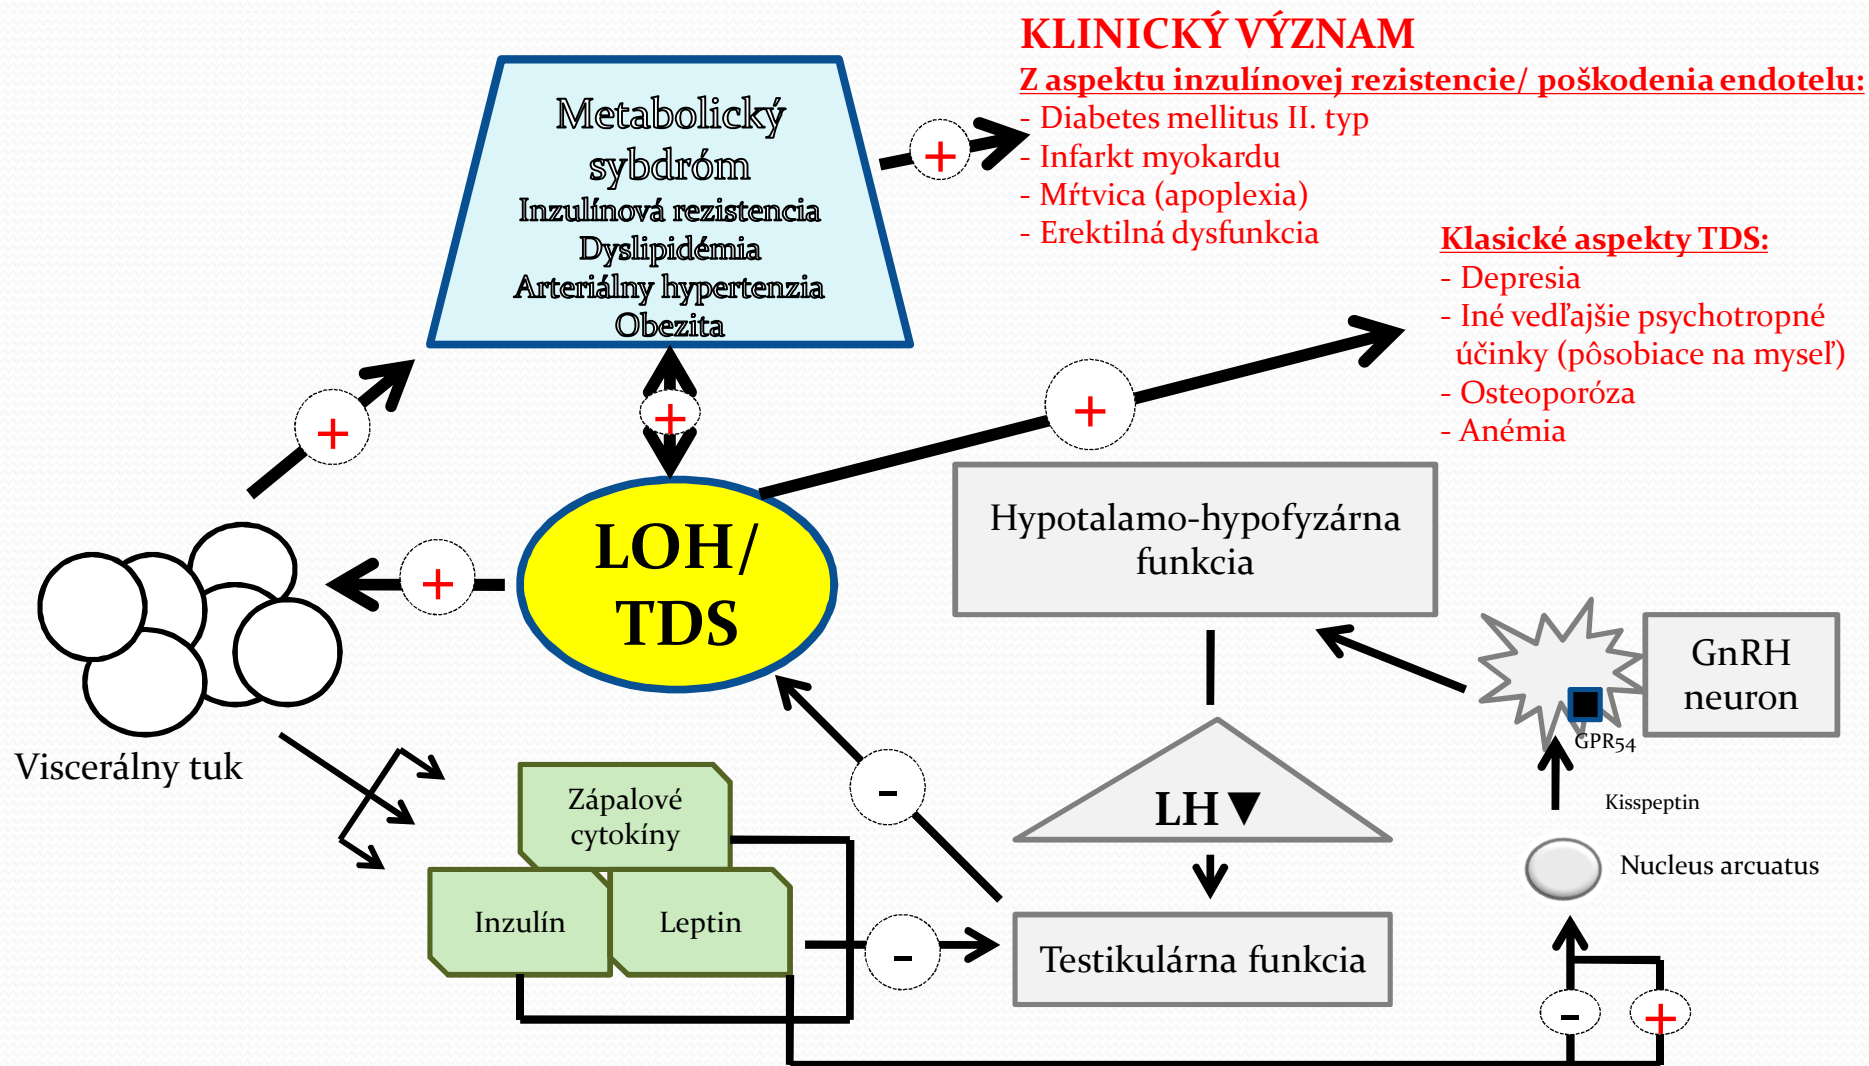 KLINICKÝ VÝZNAM
Z aspektu inzulínovej rezistencie/ poškodenia endotelu:
- Diabetes mellitus II. typ
- Infarkt myokardu
- Mŕtvica (apoplexia)
- Erektilná dysfunkcia
Metabolický
sybdróm
Inzulínová rezistencia
Dyslipidémia
Arteriálny hypertenzia
Obezita
+
Klasické aspekty TDS:
- Depresia
- Iné vedľajšie psychotropné
účinky (pôsobiace na myseľ)
- Osteoporóza
- Anémia
+
+
+
LOH/
TDS
+
Hypotalamo-hypofyzárna
funkcia
GnRH
neuron
GPR54
Viscerálny tuk
Zápalové
cytokíny
Inzulín
Leptin
-
-
LH▼
Testikulárna funkcia
Kisspeptin
Nucleus arcuatus
-
+